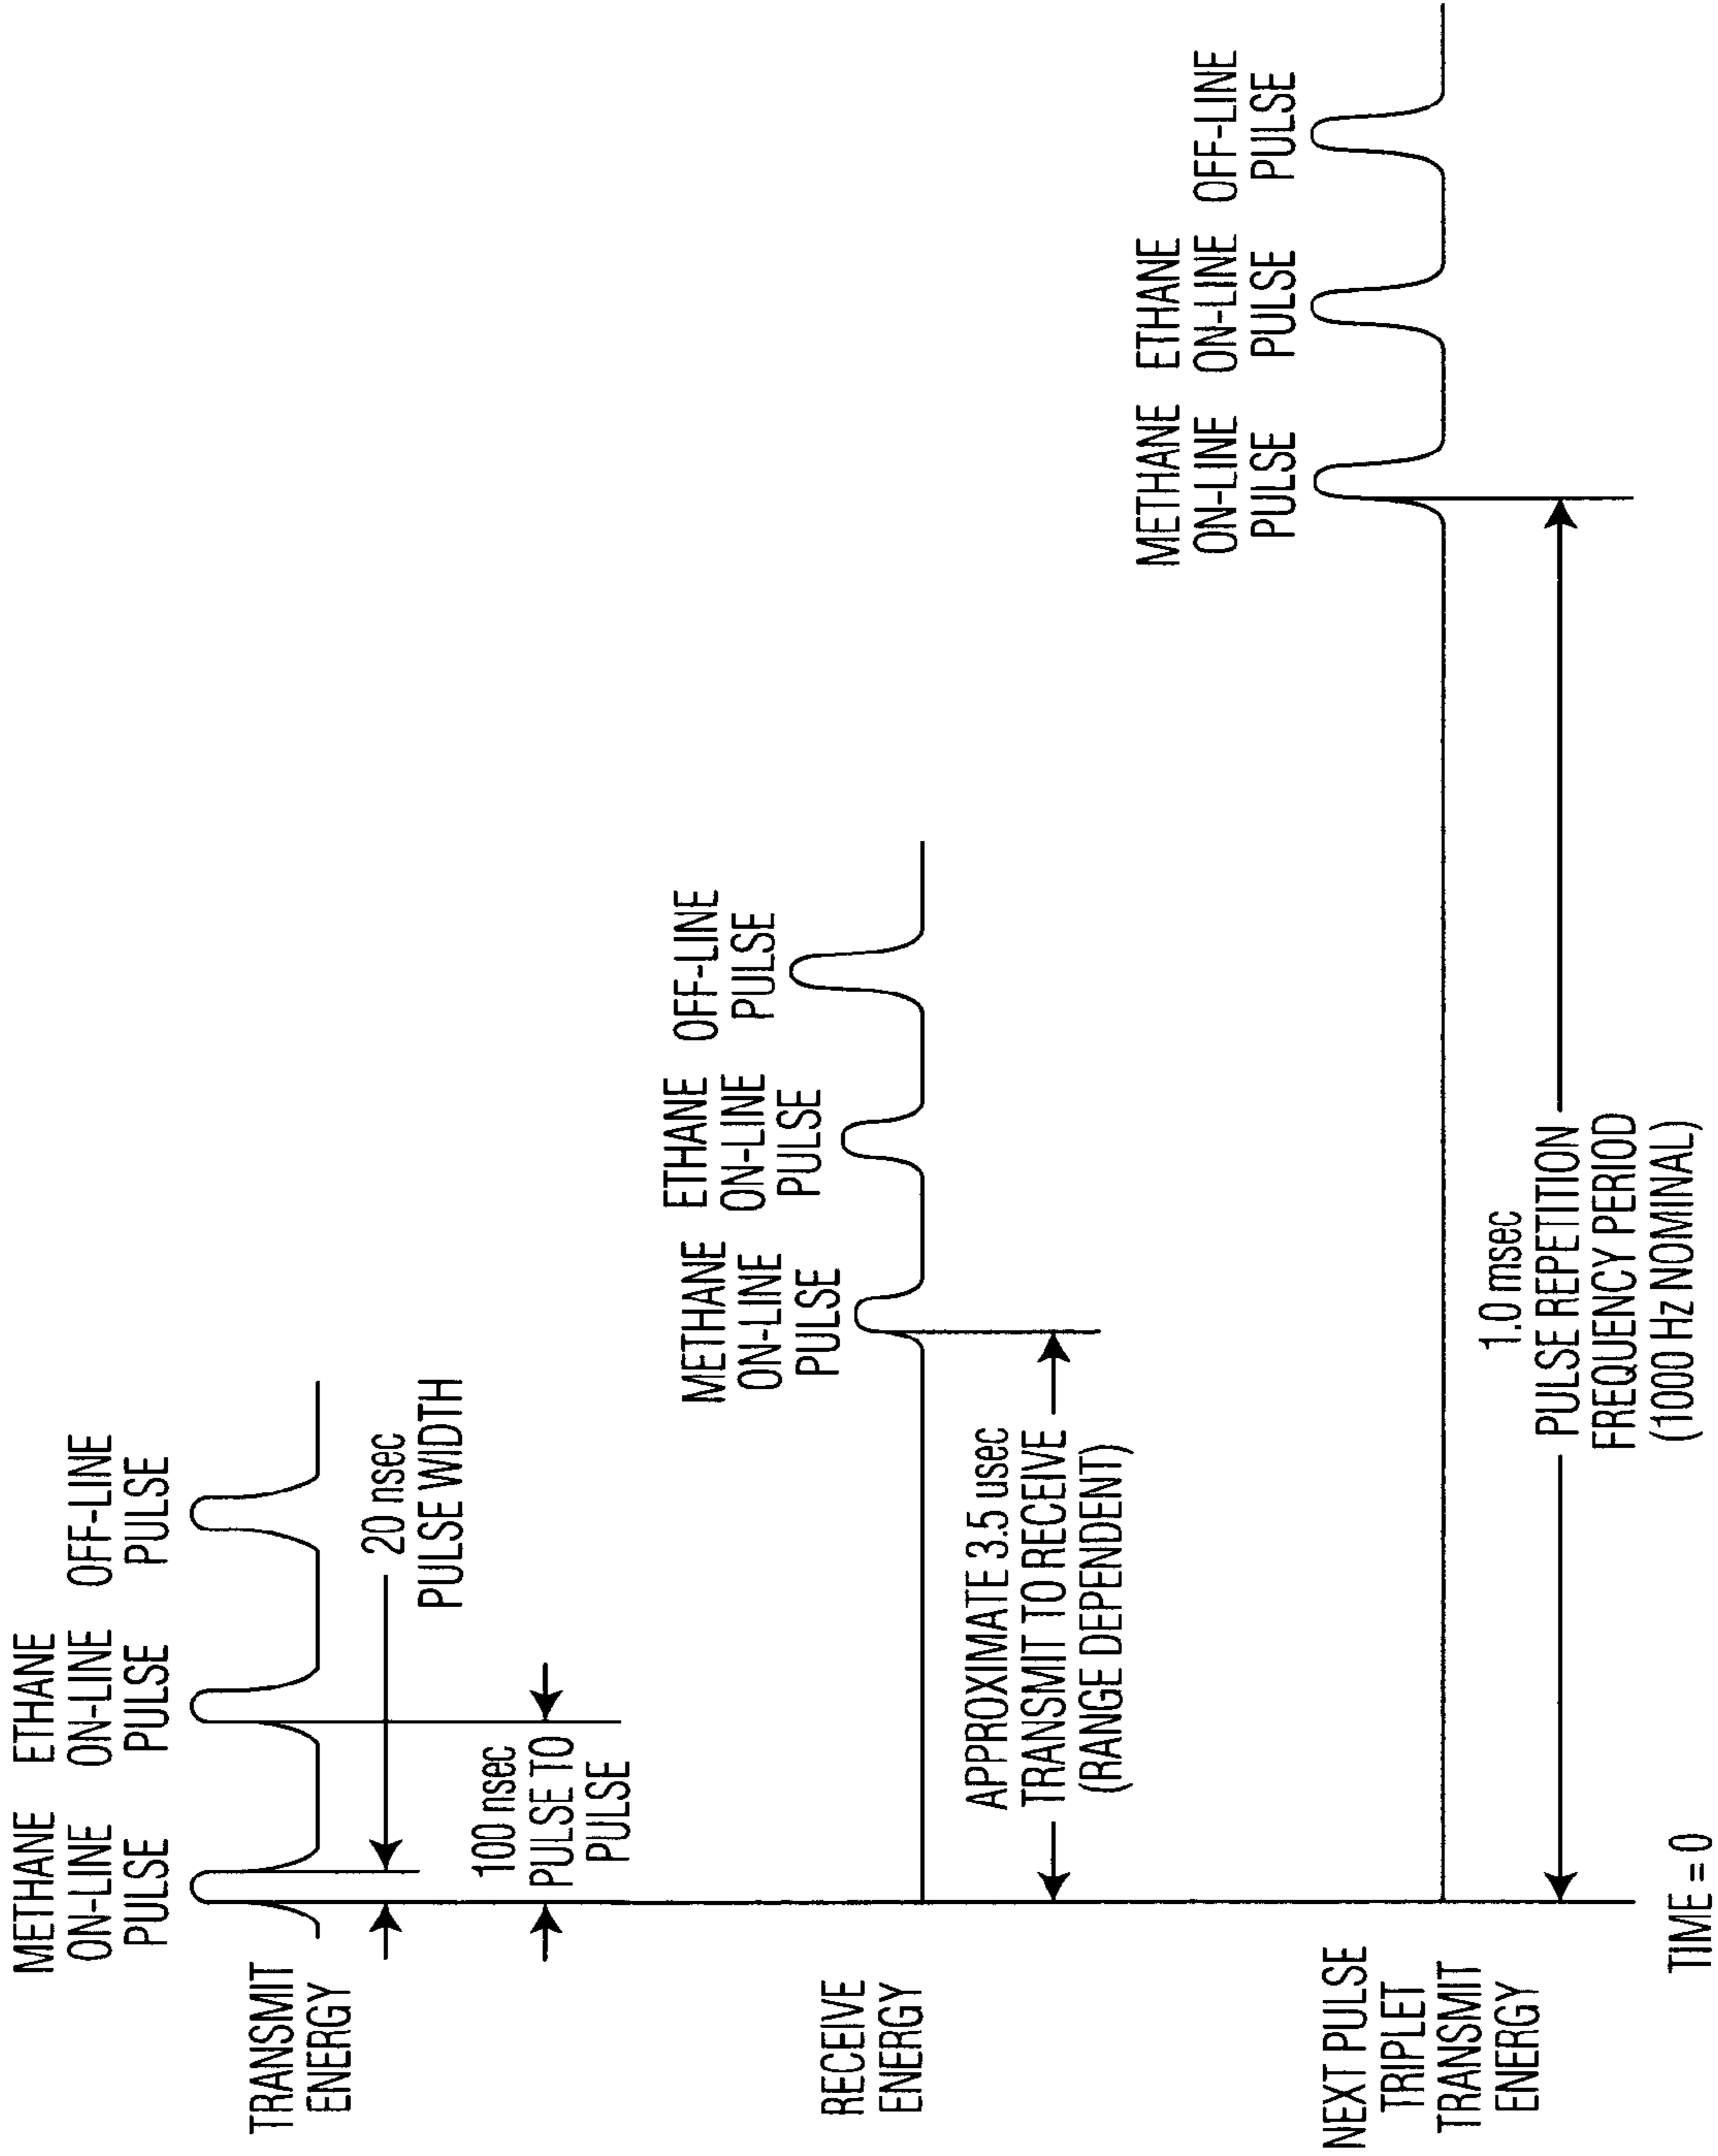 METHANE
ON-LINE
PULSE
ETHANE
ON-LINE
PULSE
OFF-LINE
PULSE
TRANSMIT
ENERGY
20 nsec
PULSE WIDTH
100 nsec
PULSE TO
PULSE
METHANE
ON-LINE
PULSE
ETHANE
ON-LINE
PULSE
OFF-LINE
PULSE
RECEIVE
ENERGY
APPROXIMATE 3.5 usec
TRANSMIT TO RECEIVE
(RANGE DEPENDENT)
METHANE
ON-LINE
PULSE
ETHANE
ON-LINE
PULSE
OFF-LINE
PULSE
NEXT PULSE
TRIPLET
TRANSMIT
ENERGY
1.0 msec
PULSE REPETITION
FREQUENCY PERIOD
(1000 Hz NOMINAL)
TIME = 0